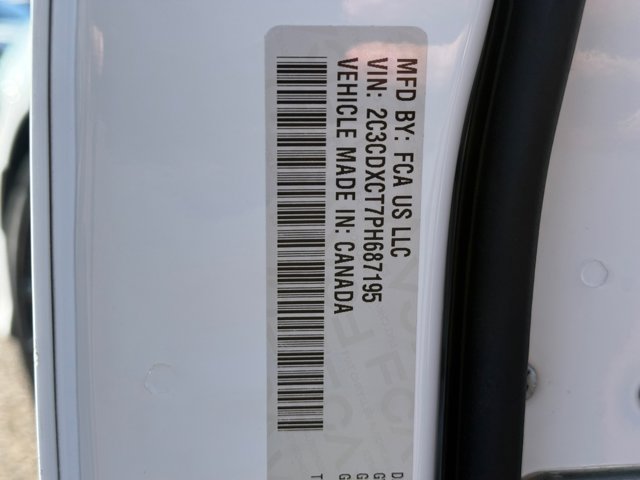 MFD BY: FCA US LLC
VIN: 2C3CDXCT7PH687195
VEHICLE MADE IN: CANADA